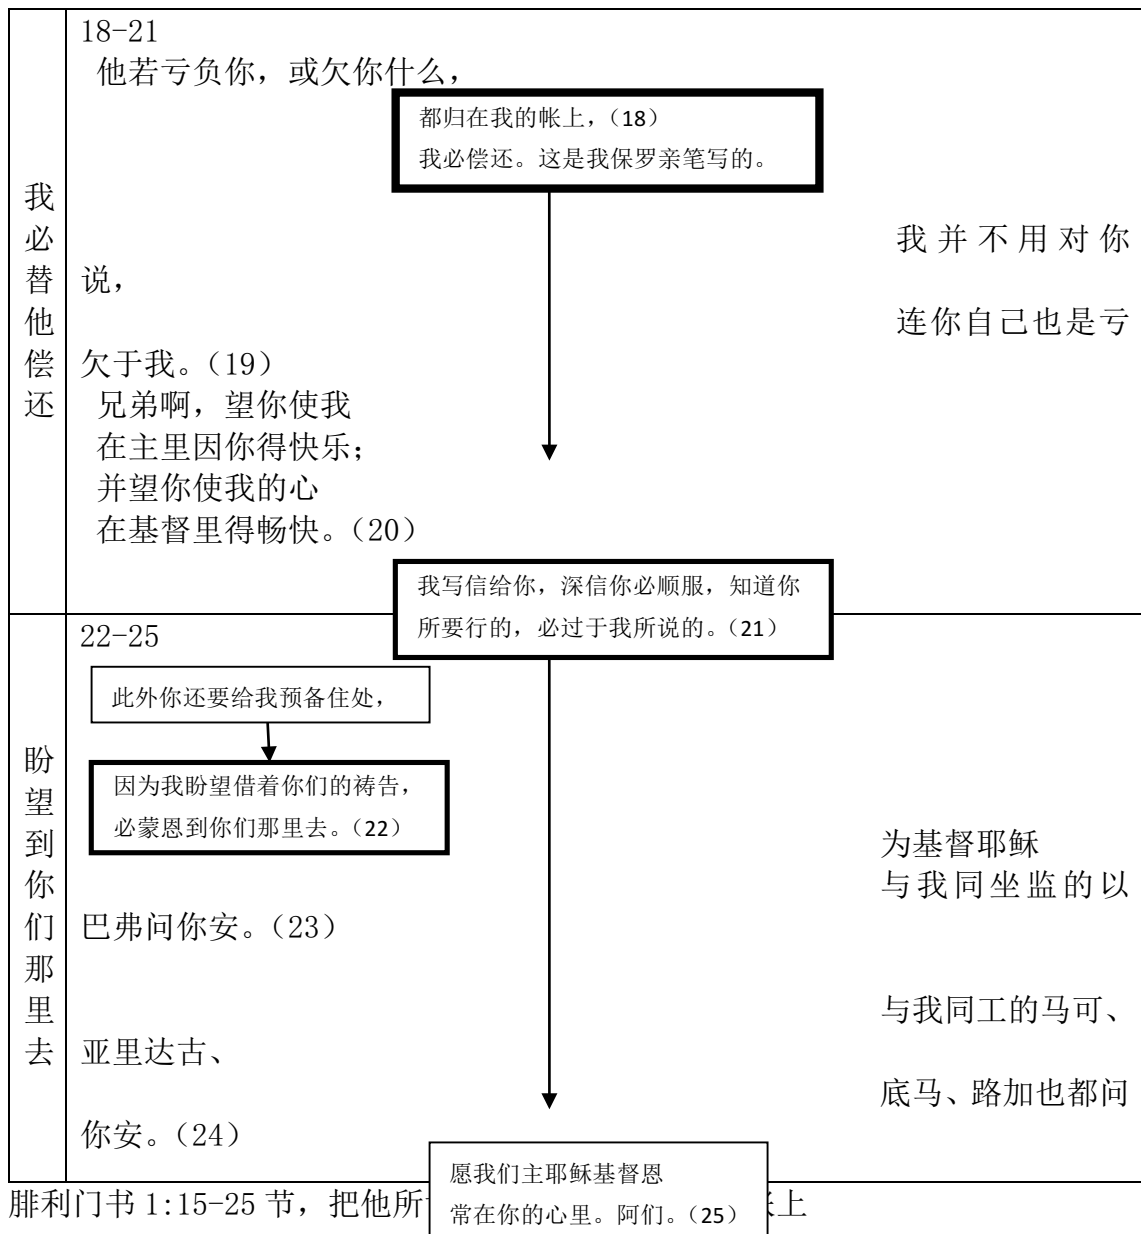 我必替他偿还
18-21
他若亏负你，或欠你什么，
都归在我的帐上，（18）
我必偿还。这是我保罗亲笔写的。
我并不用对你
说，
连你自己也是亏
欠于我。（19）
兄弟啊，望你使我
在主里因你得快乐；
并望你使我的心
在基督里得畅快。（20）
我写信给你，深信你必顺服，知道你
所要行的，必过于我所说的。（21）
盼望到你们那里去
22-25
此外你还要给我预备住处，
因为我盼望借着你们的祷告，
必蒙恩到你们那里去。（22）
为基督耶稣
与我同坐监的以
巴弗问你安。（23）
与我同工的马可、
亚里达古、
底马、路加也都问
你安。（24）
愿我们主耶稣基督恩
常在你的心里。阿们。（25）
腓利门书 1:15-25 节，把他所 上